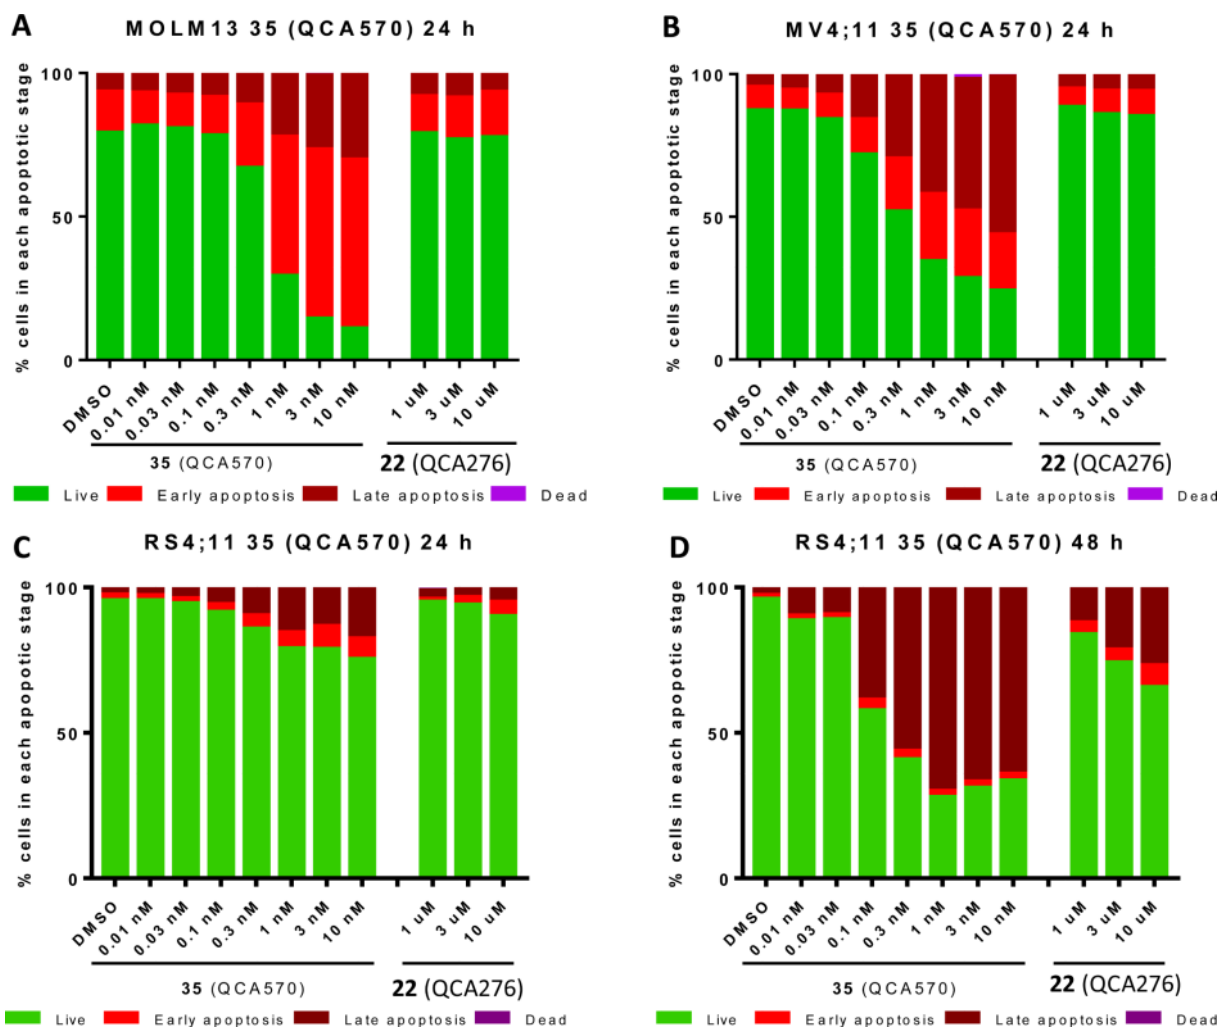 A
MOLM13 35 (QCA570) 24 h
% cells in each apoptotic stage
100
50
0
DMSO
0.01 nM
0.03 nM
0.1 nM
0.3 nM
1 nM
3 nM
10 nM
1 uM
3 uM
10 uM
35 (QCA570)
22 (QCA276)
Live Early apoptosis Late apoptosis Dead
B
MV4;11 35 (QCA570) 24 h
% cells in each apoptotic stage
100
50
0
DMSO
0.01 nM
0.03 nM
0.1 nM
0.3 nM
1 nM
3 nM
10 nM
1 uM
3 uM
10 uM
35 (QCA570)
22 (QCA276)
Live Early apoptosis Late apoptosis Dead
C
RS4;11 35 (QCA570) 24 h
% cells in each apoptotic stage
100
50
0
DMSO
0.01 nM
0.03 nM
0.1 nM
0.3 nM
1 nM
3 nM
10 nM
1 uM
3 uM
10 uM
35 (QCA570)
22 (QCA276)
Live Early apoptosis Late apoptosis Dead
D
RS4;11 35 (QCA570) 48 h
% cells in each apoptotic stage
100
50
0
DMSO
0.01 nM
0.03 nM
0.1 nM
0.3 nM
1 nM
3 nM
10 nM
1 uM
3 uM
10 uM
35 (QCA570)
22 (QCA276)
Live Early apoptosis Late apoptosis Dead